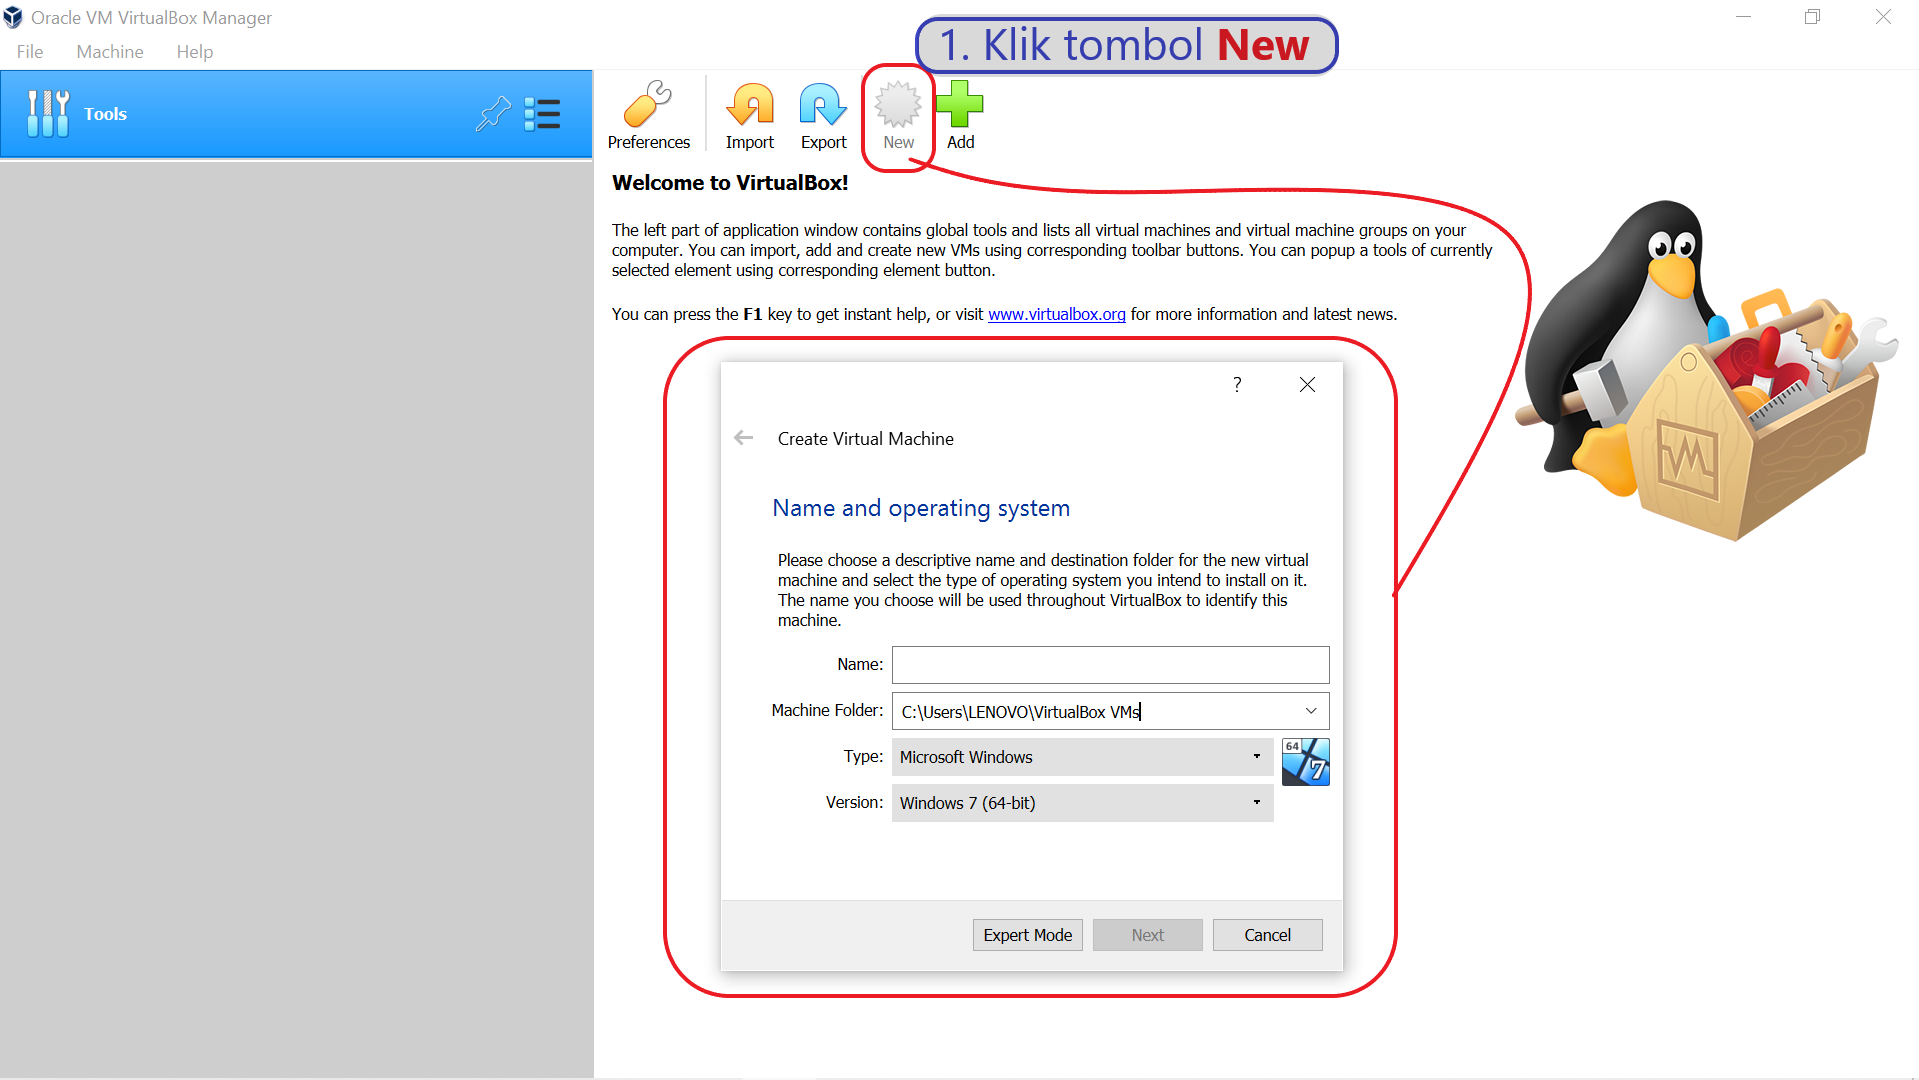 Oracle VM VirtualBox Manager
File Machine Help
1. Klik tombol New
Tools
Preferences Import Export New Add
Welcome to VirtualBox!
The left part of application window contains global tools and lists all virtual machines and virtual machine groups on your
computer. You can import, add and create new VMs using corresponding toolbar buttons. You can popup a tools of currently
selected element using corresponding element button.
You can press the F1 key to get instant help, or visit www.virtualbox.org for more information and latest news.
?
Create Virtual Machine
Name and operating system
Please choose a descriptive name and destination folder for the new virtual
machine and select the type of operating system you intend to install on it.
The name you choose will be used throughout VirtualBox to identify this
machine.
Name:
Machine Folder: C:\Users\LENOVO\VirtualBox VMs
Type: Microsoft Windows
64
7
Version: Windows 7 (64-bit)
Expert Mode Next Cancel